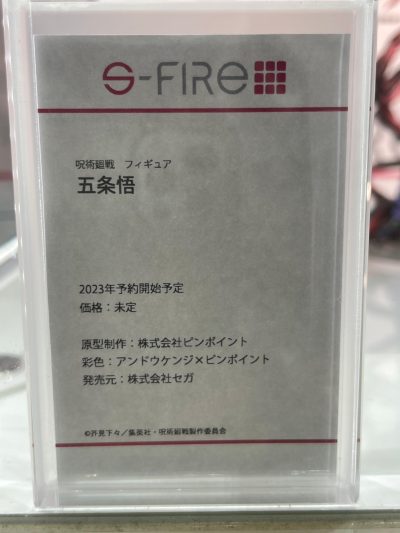 S-FIRE
呪術廻戦 フィギュア
五条悟
2023年予約開始予定
価格：未定
原型制作：株式会社ピンポイント
彩色：アンドウケンジ×ピンポイント
発売元：株式会社セガ
©芥見下々／集英社・呪術廻戦製作委員会